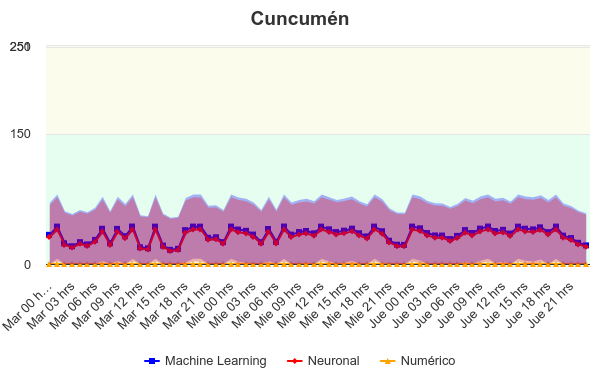 Cuncumén
250
150
0
Mar 00 h…
Mar 03 hrs
Mar 06 hrs
Mar 09 hrs
Mar 12 hrs
Mar 15 hrs
Mar 18 hrs
Mar 21 hrs
Mie 00 hrs
Mie 03 hrs
Mie 06 hrs
Mie 09 hrs
Mie 12 hrs
Mie 15 hrs
Mie 18 hrs
Mie 21 hrs
Jue 00 hrs
Jue 03 hrs
Jue 06 hrs
Jue 09 hrs
Jue 12 hrs
Jue 15 hrs
Jue 18 hrs
Jue 21 hrs
Machine Learning Neuronal Numérico